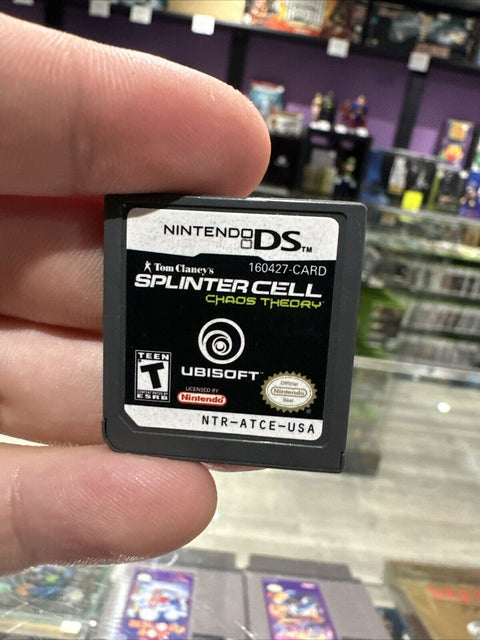 NINTENDO DS™
160427-CARD
Tom Clancy's
SPLINTER CELL
CHAOS THEORY
UBISOFT
TEEN
T
ESRB
LICENSED BY
Nintendo
Official
Nintendo
Seal
NTR-ATCE-USA